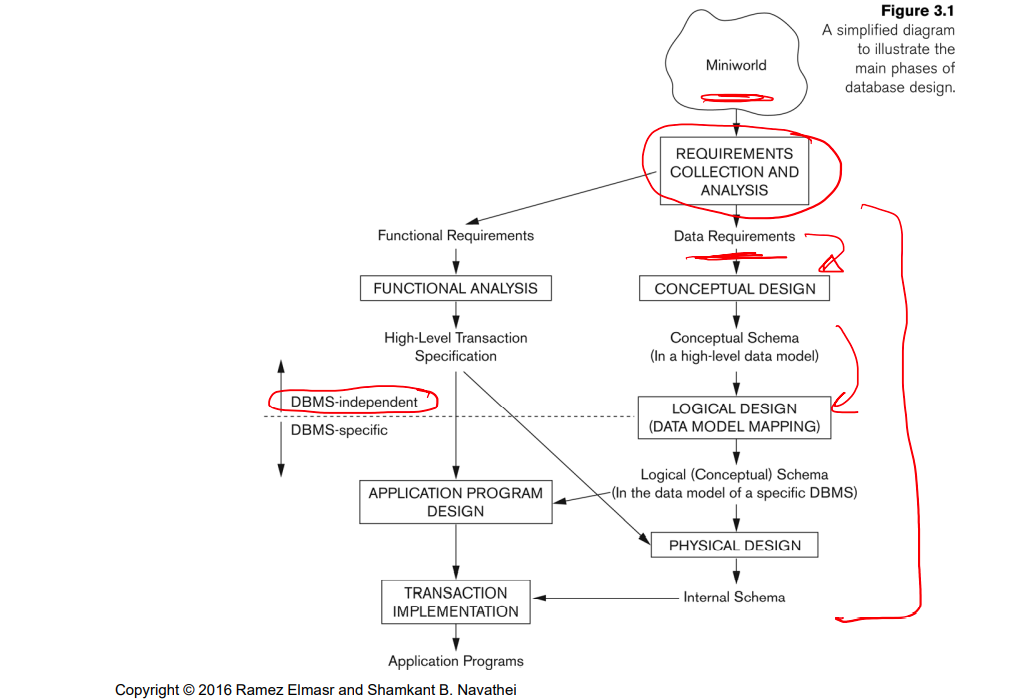 Figure 3.1
A simplified diagram
to illustrate the
main phases of
database design.
Miniworld
REQUIREMENTS
COLLECTION AND
ANALYSIS
Functional Requirements
Data Requirements
FUNCTIONAL ANALYSIS
CONCEPTUAL DESIGN
High-Level Transaction
Specification
Conceptual Schema
(In a high-level data model)
DBMS-independent
DBMS-specific
LOGICAL DESIGN
(DATA MODEL MAPPING)
Logical (Conceptual) Schema
(In the data model of a specific DBMS)
APPLICATION PROGRAM
DESIGN
PHYSICAL DESIGN
TRANSACTION
IMPLEMENTATION
Internal Schema
Application Programs
Copyright © 2016 Ramez Elmasr and Shamkant B. Navathei